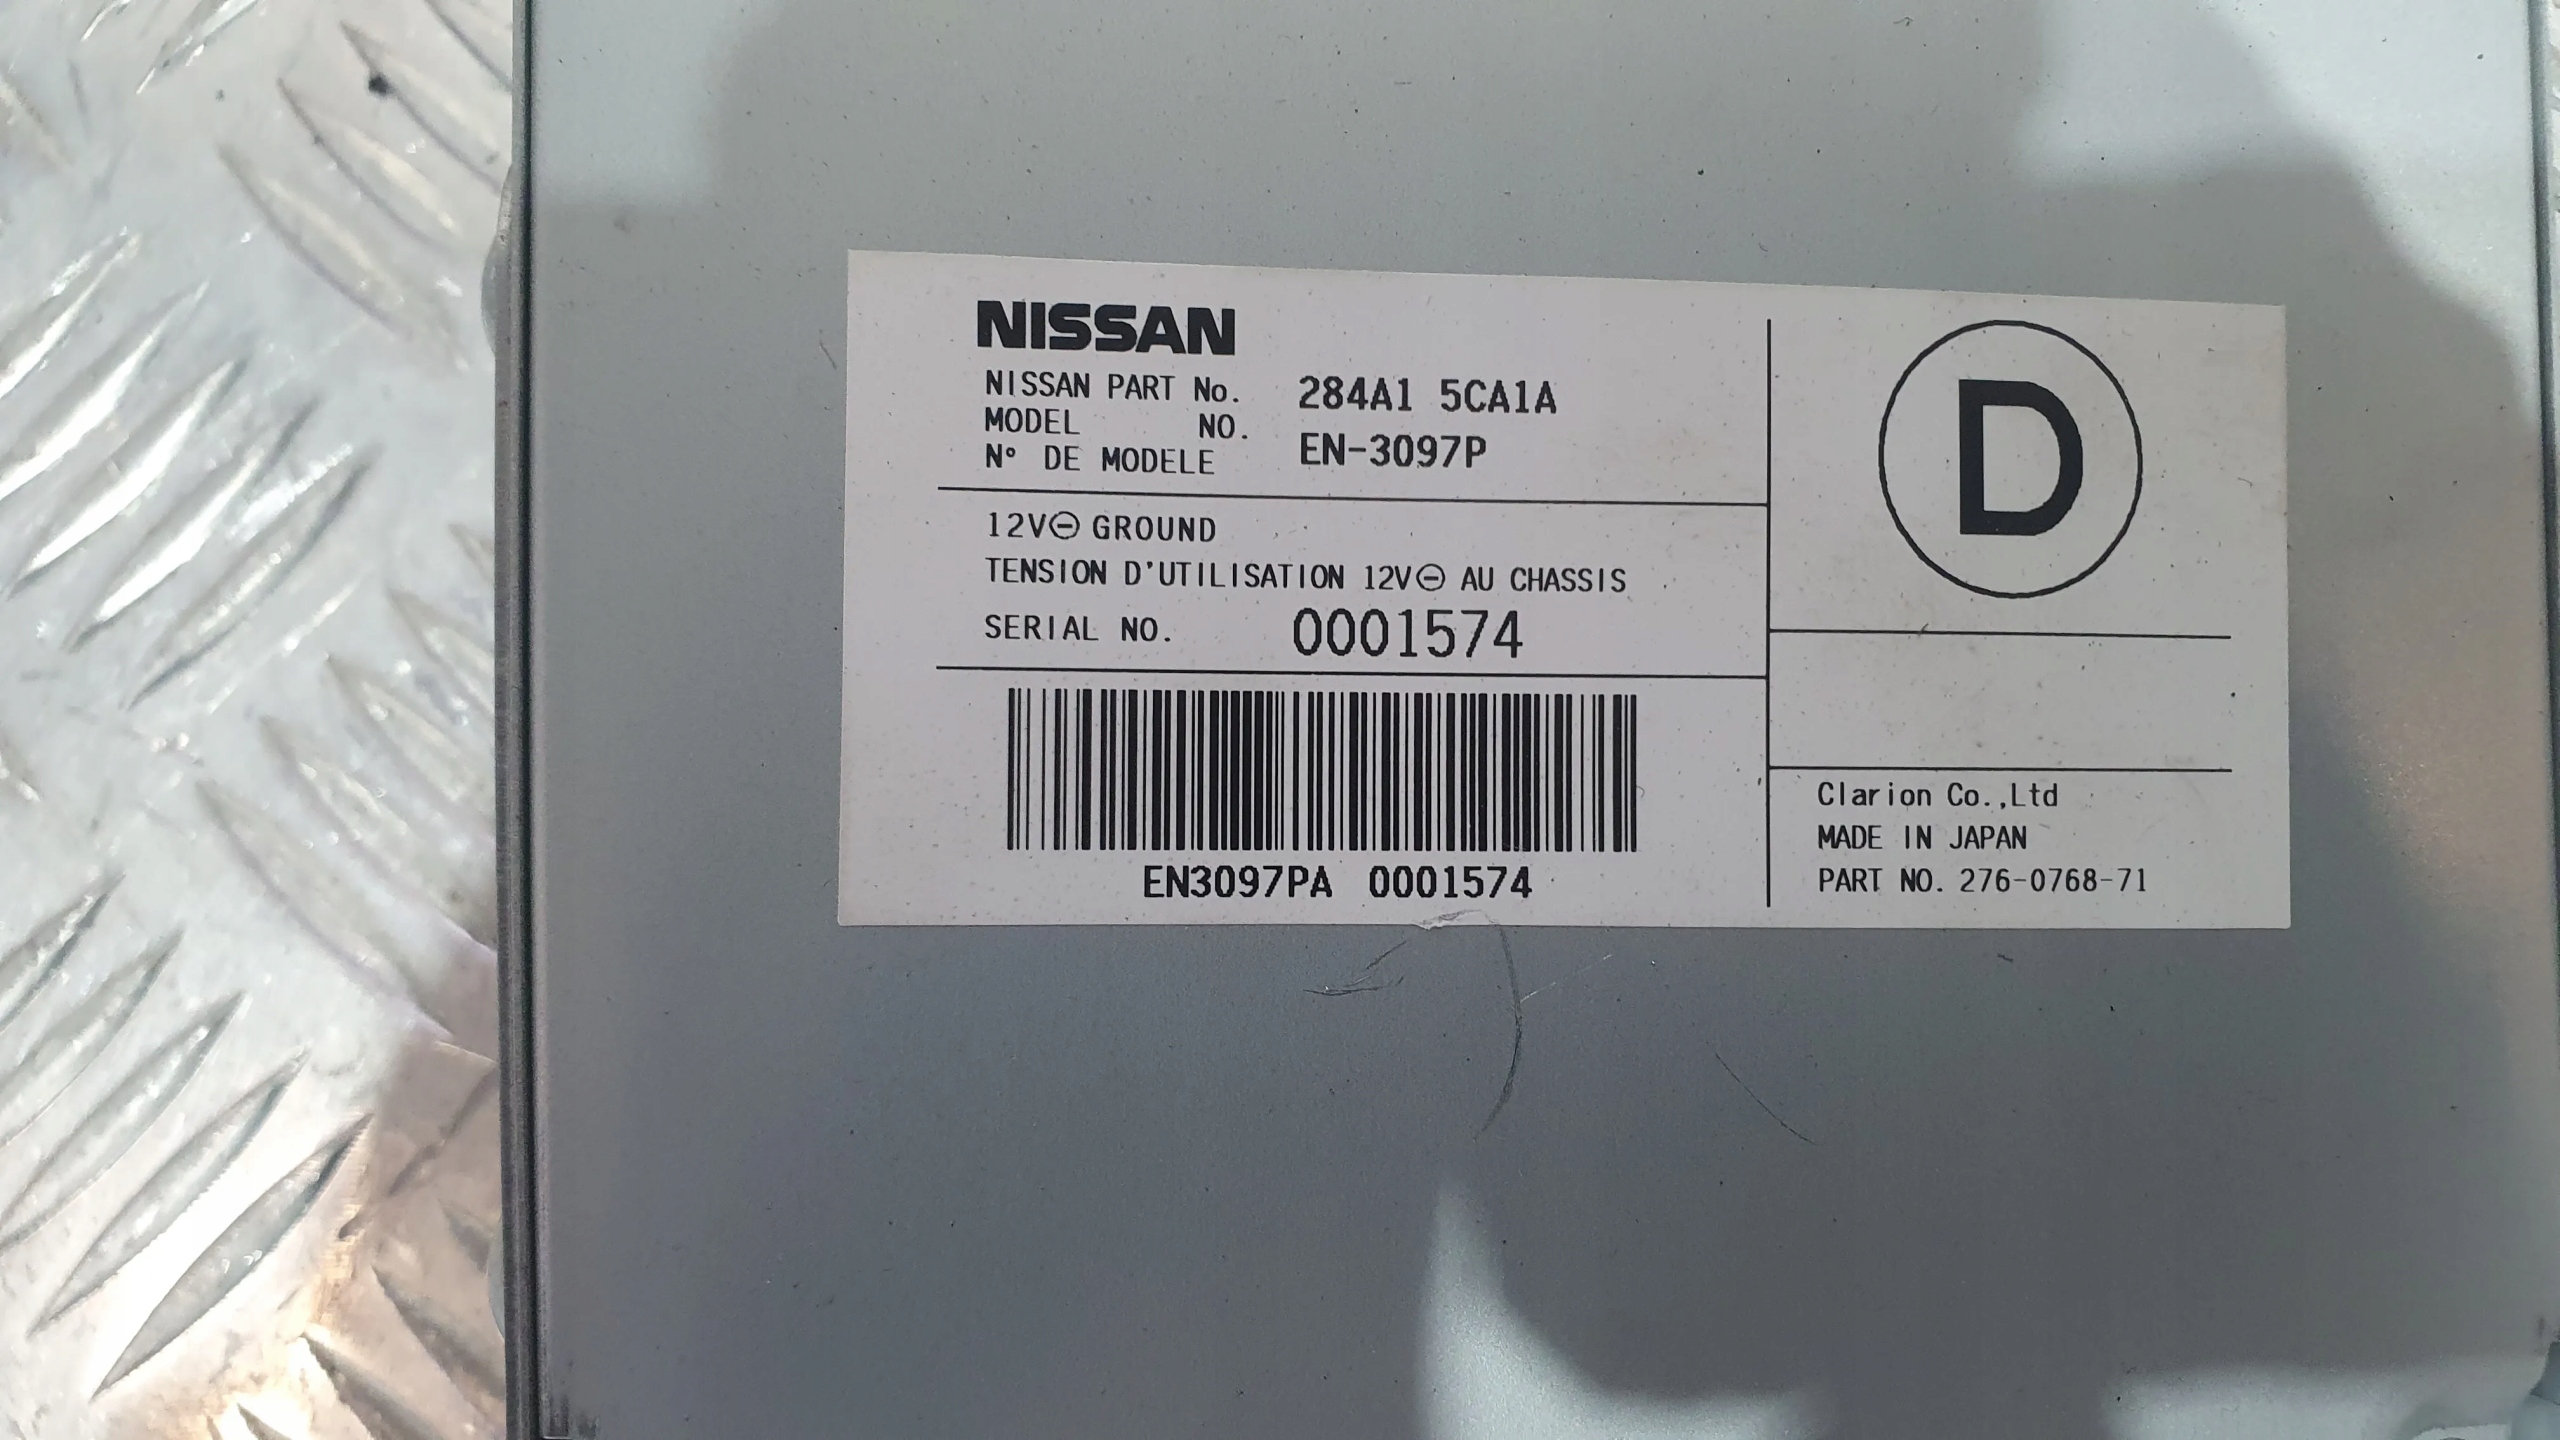 NISSAN
NISSAN PART No. 284A1 5CA1A
MODEL NO.
N° DE MODELE EN-3097P
12V⊖ GROUND
TENSION D'UTILISATION 12V⊖ AU CHASSIS
SERIAL NO. 0001574
EN3097PA 0001574
D
Clarion Co.,Ltd
MADE IN JAPAN
PART NO. 276-0768-71